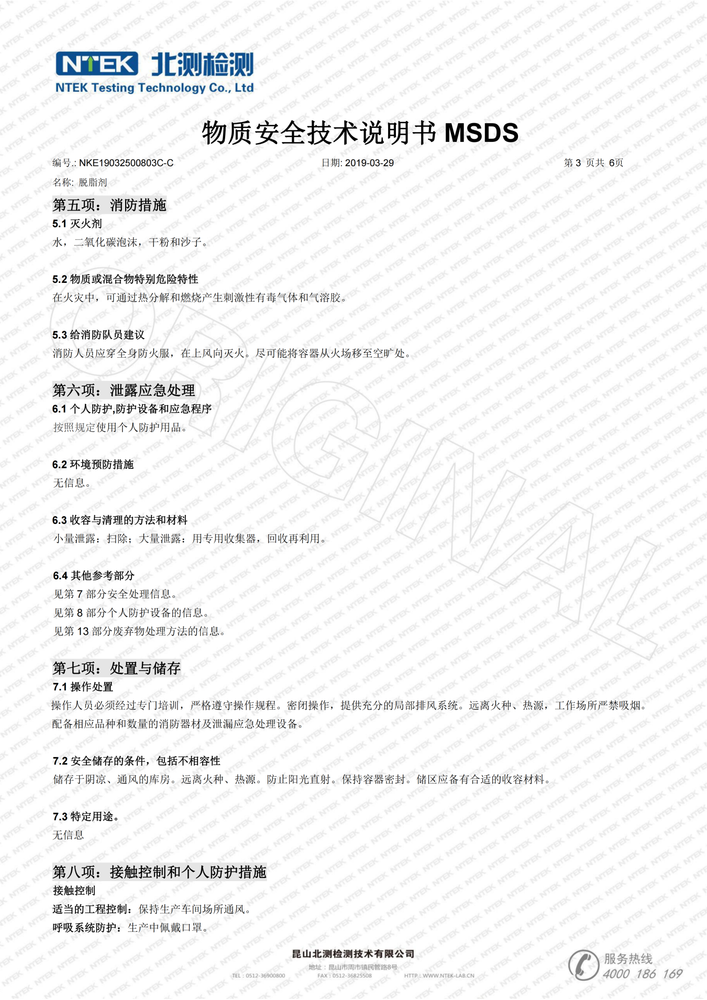 NTEK 北测检测
NTEK Testing Technology Co., Ltd
物质安全技术说明书 MSDS
编号.: NKE19032500803C-C 日期: 2019-03-29 第 3 页共 6页
名称: 脱脂剂
第五项：消防措施
5.1 灭火剂
水，二氧化碳泡沫，干粉和沙子。
5.2 物质或混合物特别危险特性
在火灾中，可通过热分解和燃烧产生刺激性有毒气体和气溶胶。
5.3 给消防队员建议
消防人员应穿全身防火服，在上风向灭火。尽可能将容器从火场移至空旷处。
第六项：泄露应急处理
6.1 个人防护,防护设备和应急程序
按照规定使用个人防护用品。
6.2 环境预防措施
无信息。
6.3 收容与清理的方法和材料
小量泄露：扫除；大量泄露：用专用收集器，回收再利用。
6.4 其他参考部分
见第 7 部分安全处理信息。
见第 8 部分个人防护设备的信息。
见第 13 部分废弃物处理方法的信息。
第七项：处置与储存
7.1 操作处置
操作人员必须经过专门培训，严格遵守操作规程。密闭操作，提供充分的局部排风系统。远离火种、热源，工作场所严禁吸烟。
配备相应品种和数量的消防器材及泄漏应急处理设备。
7.2 安全储存的条件，包括不相容性
储存于阴凉、通风的库房。远离火种、热源。防止阳光直射。保持容器密封。储区应备有合适的收容材料。
7.3 特定用途。
无信息
第八项：接触控制和个人防护措施
接触控制
适当的工程控制：保持生产车间场所通风。
呼吸系统防护：生产中佩戴口罩。
ORIGINAL
昆山北测检测技术有限公司
地址：昆山市周市镇民管路8号
TEL : 0512-36900800 FAX : 0512-36825508 HTTP : WWW.NTEK-LAB.CN
服务热线
4000 186 169